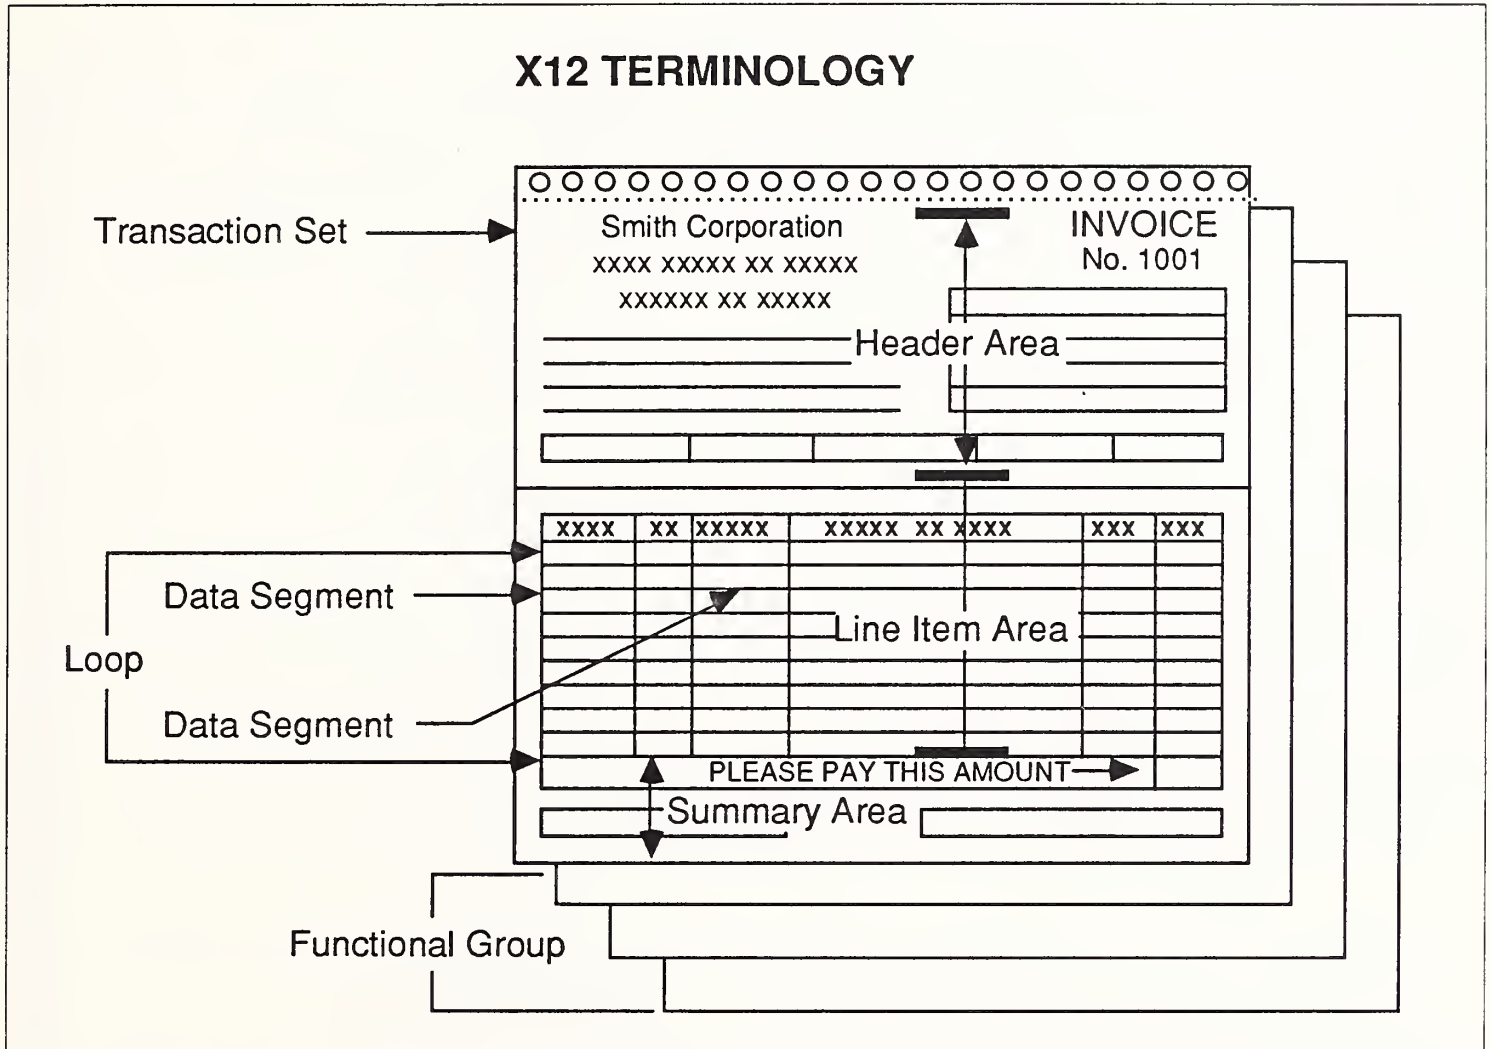 X12 TERMINOLOGY
Transaction Set
Smith Corporation
XXXX XXXXX XX XXXXX
XXXXXX XX XXXXX
INVOICE
No. 1001
Header Area
XXXX XX XXXXX XXXXX XX XXXX XXX XXX
Data Segment
Line Item Area
Loop
Data Segment
PLEASE PAY THIS AMOUNT
Summary Area
Functional Group